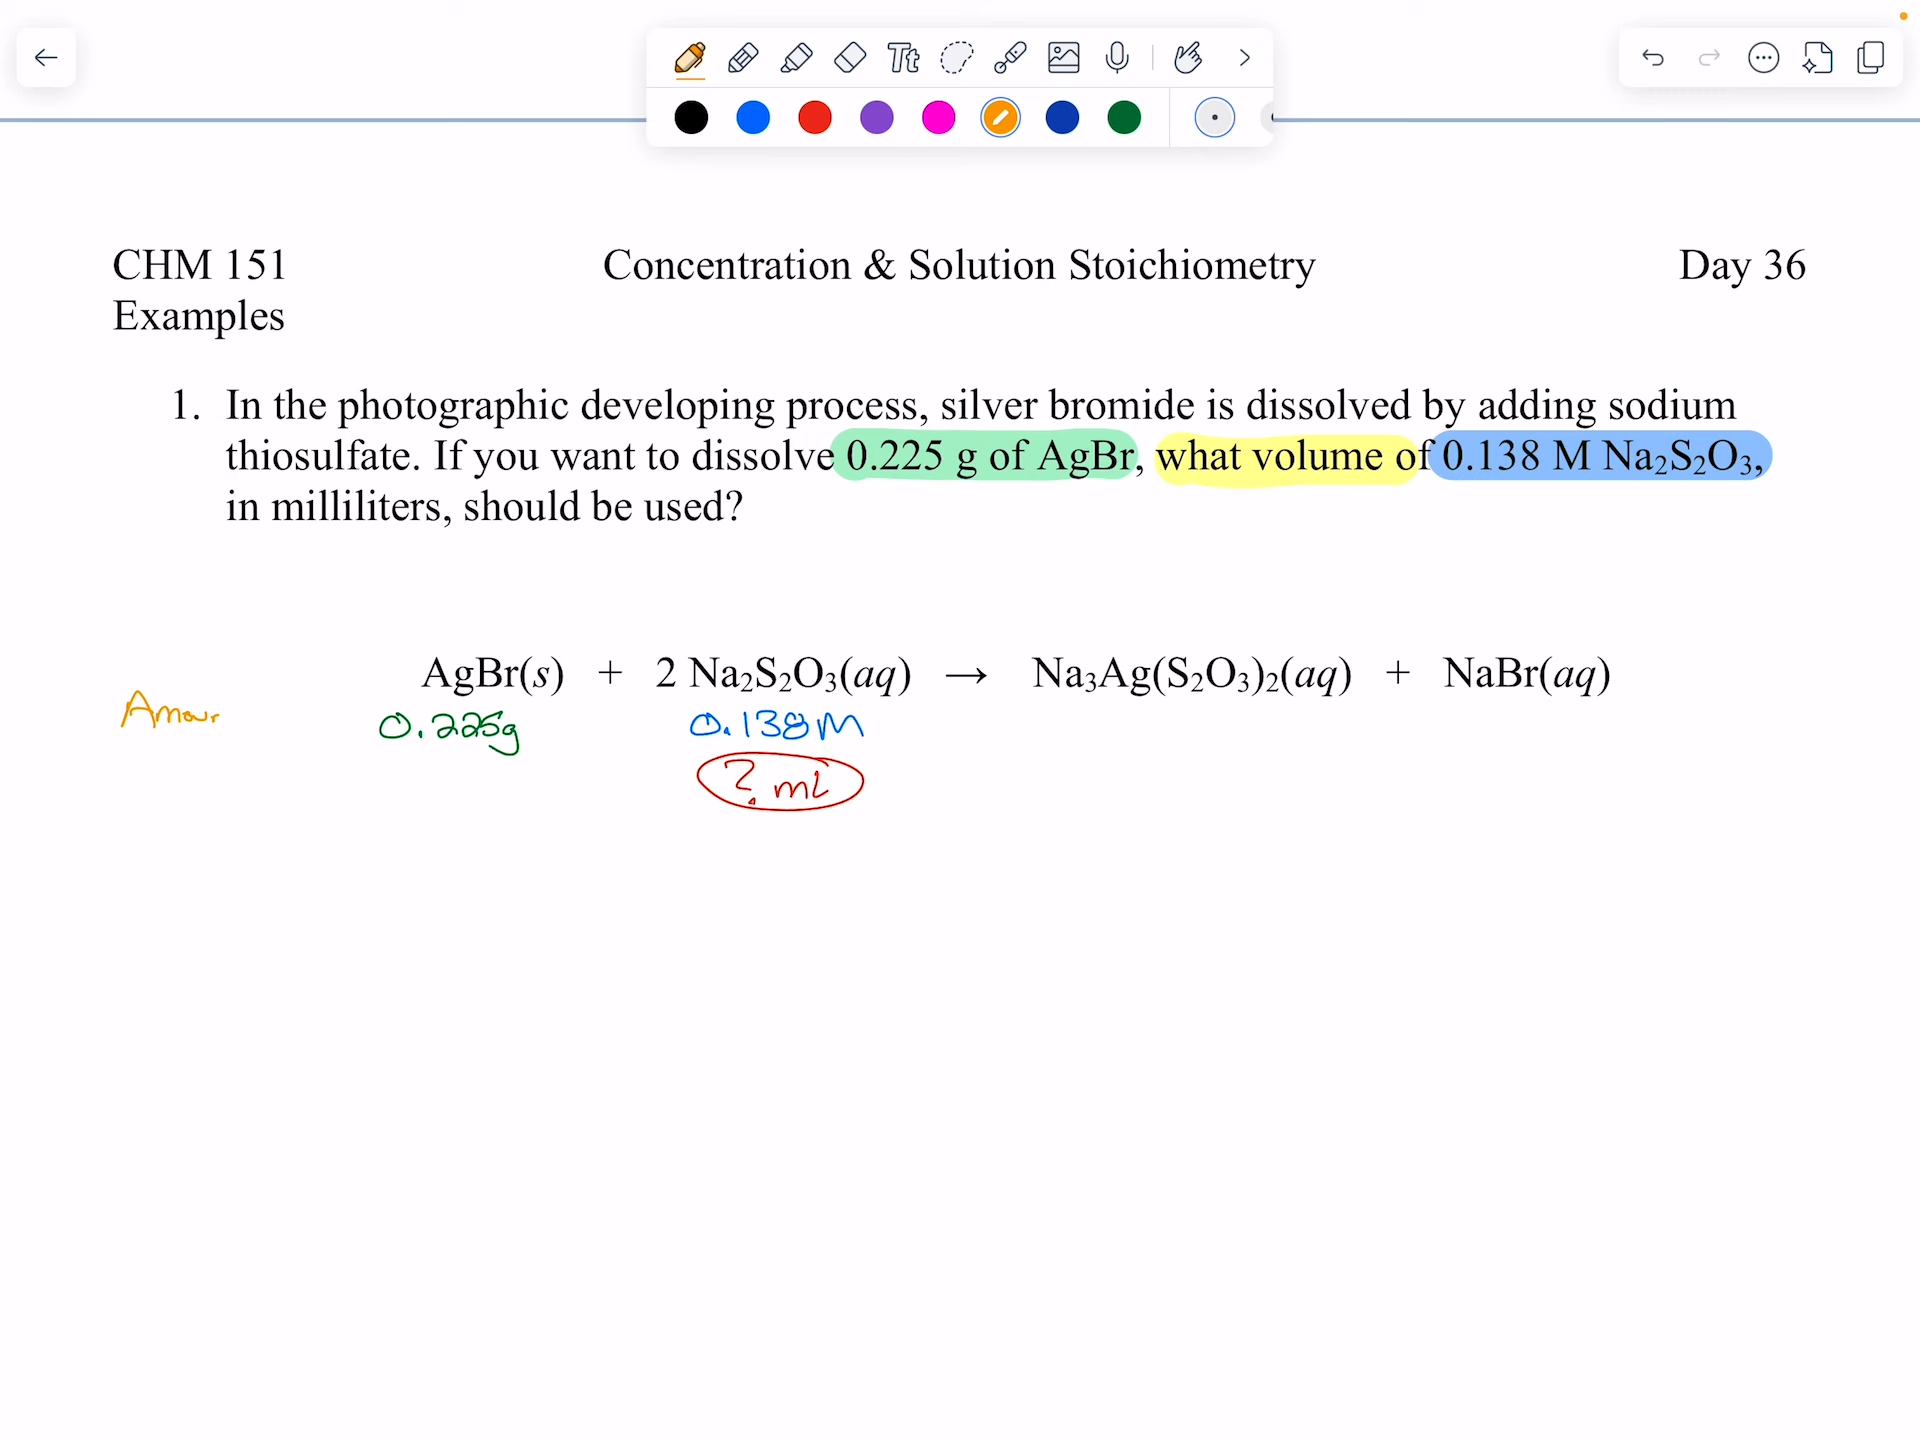 Tt
CHM 151 Concentration & Solution Stoichiometry Day 36
Examples
1. In the photographic developing process, silver bromide is dissolved by adding sodium
thiosulfate. If you want to dissolve 0.225 g of AgBr, what volume of 0.138 M Na₂S₂O₃,
in milliliters, should be used?
AgBr(s) + 2 Na₂S₂O₃(aq) → Na₃Ag(S₂O₃)₂(aq) + NaBr(aq)
Amour 0.225g 0.138M
? mL